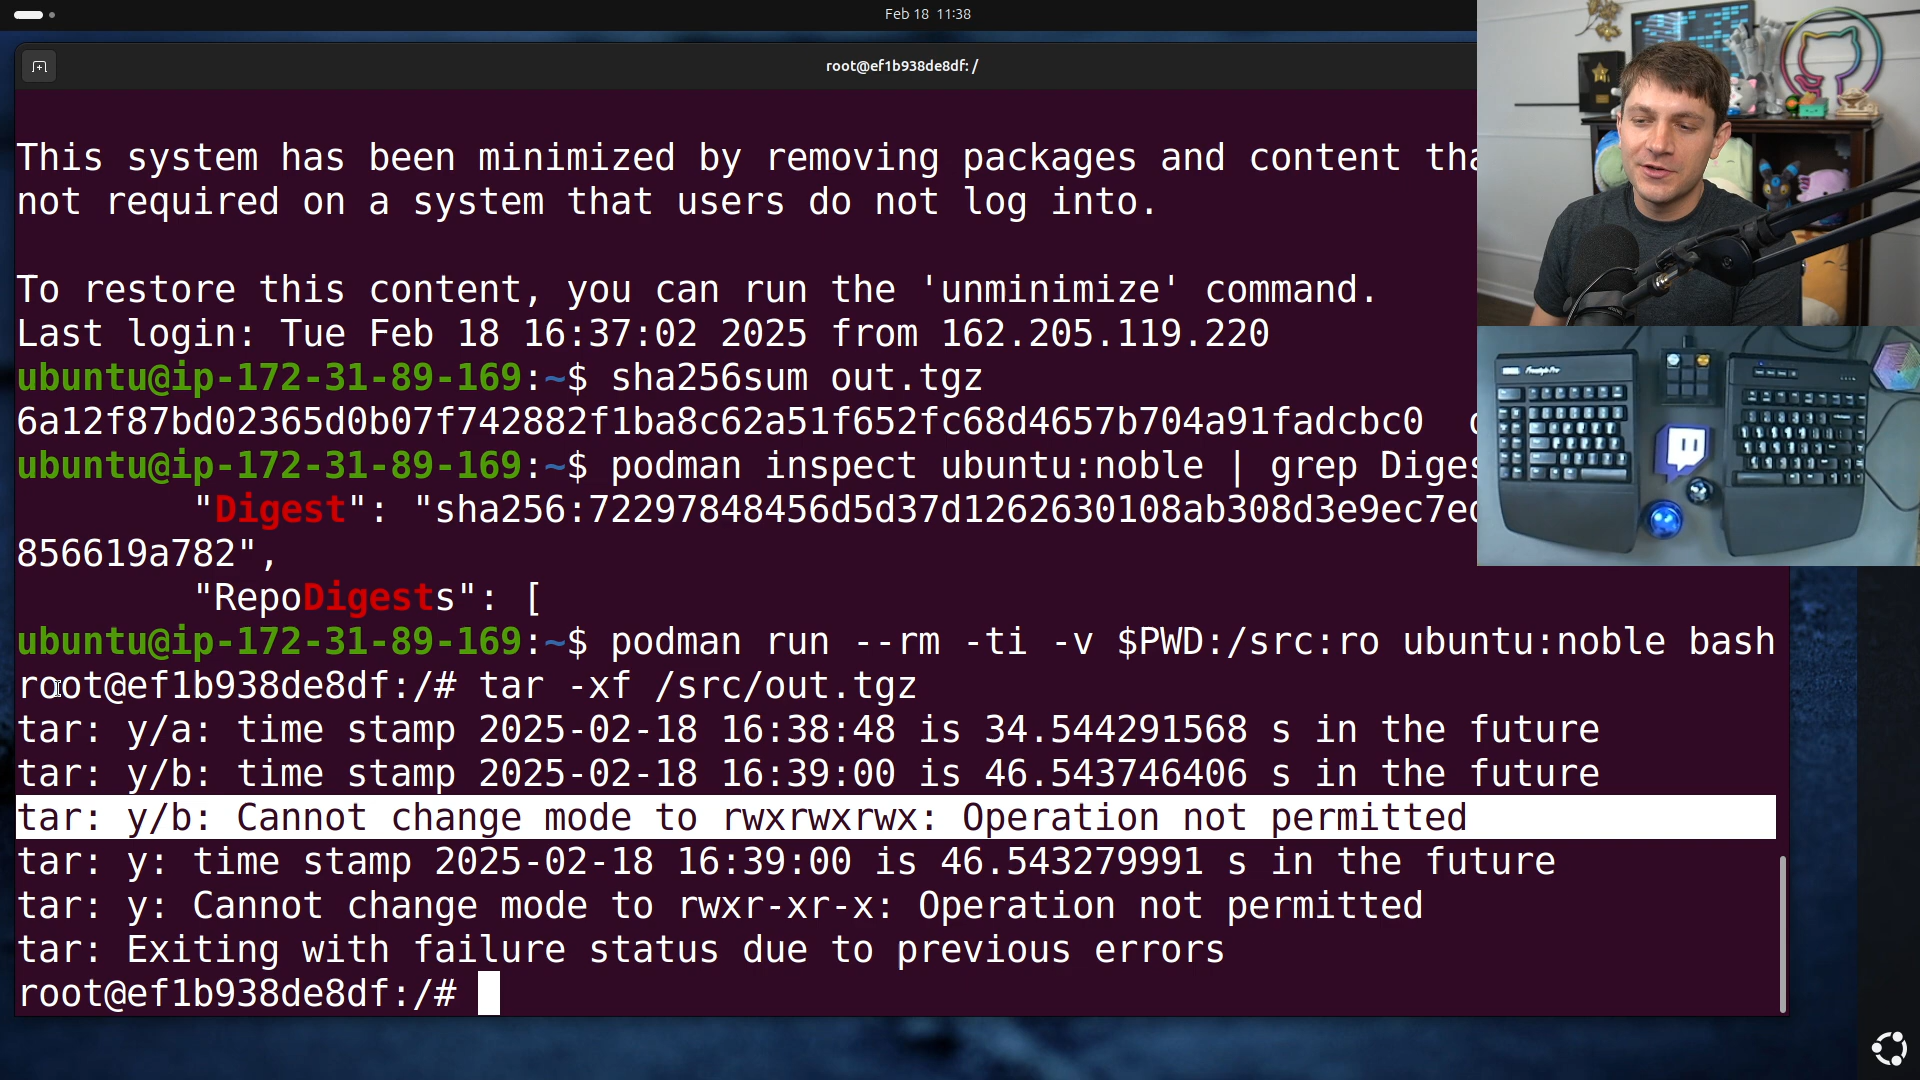 Feb 18 11:38
root@ef1b938de8df: /
This system has been minimized by removing packages and content
not required on a system that users do not log into.
To restore this content, you can run the 'unminimize' command.
Last login: Tue Feb 18 16:37:02 2025 from 162.205.119.220
ubuntu@ip-172-31-89-169:~$ sha256sum out.tgz
6a12f87bd02365d0b07f742882f1ba8c62a51f652fc68d4657b704a91fadcbc0
ubuntu@ip-172-31-89-169:~$ podman inspect ubuntu:noble | grep Diges
"Digest": "sha256:72297848456d5d37d1262630108ab308d3e9ec7ed
856619a782",
"RepoDigests": [
ubuntu@ip-172-31-89-169:~$ podman run --rm -ti -v $PWD:/src:ro ubuntu:noble bash
root@ef1b938de8df:/# tar -xf /src/out.tgz
tar: y/a: time stamp 2025-02-18 16:38:48 is 34.544291568 s in the future
tar: y/b: time stamp 2025-02-18 16:39:00 is 46.543746406 s in the future
tar: y/b: Cannot change mode to rwxrwxrwx: Operation not permitted
tar: y: time stamp 2025-02-18 16:39:00 is 46.543279991 s in the future
tar: y: Cannot change mode to rwxr-xr-x: Operation not permitted
tar: Exiting with failure status due to previous errors
root@ef1b938de8df:/#